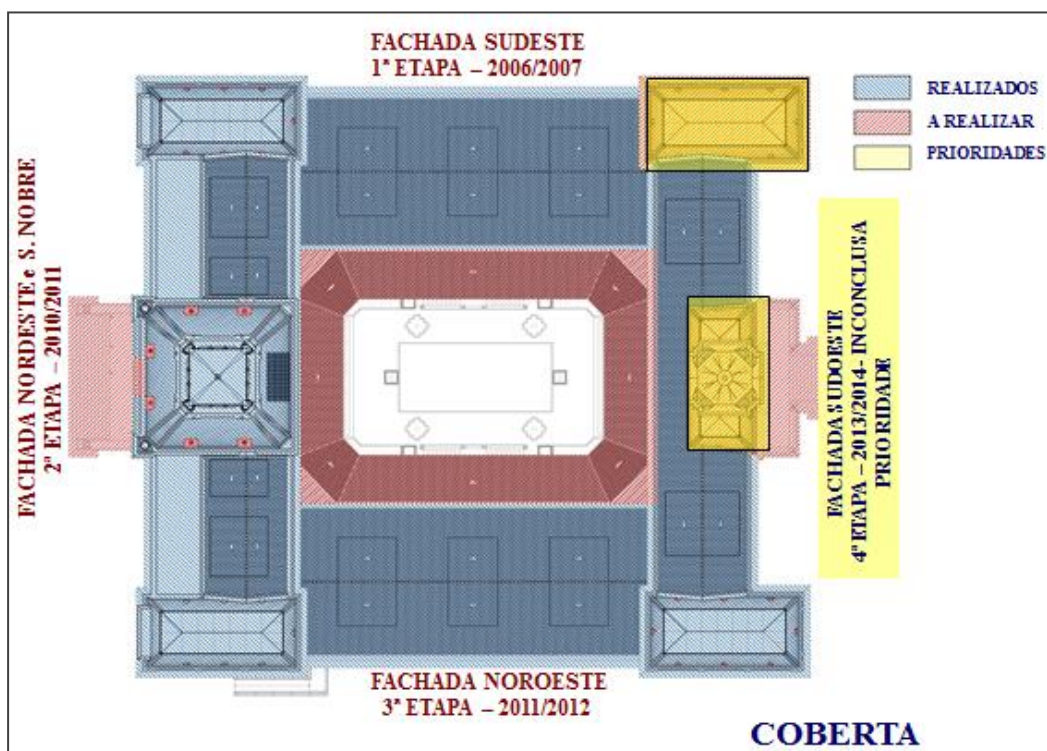 FACHADA SUDESTE
1ª ETAPA – 2006/2007
REALIZADOS
A REALIZAR
PRIORIDADES
FACHADA NORDESTE e S. NOBRE
2ª ETAPA – 2010/2011
FACHADA SUDOESTE
4ª ETAPA – 2013/2014- INCONCLUSA
PRIORIDADE
FACHADA NOROESTE
3ª ETAPA – 2011/2012
COBERTA